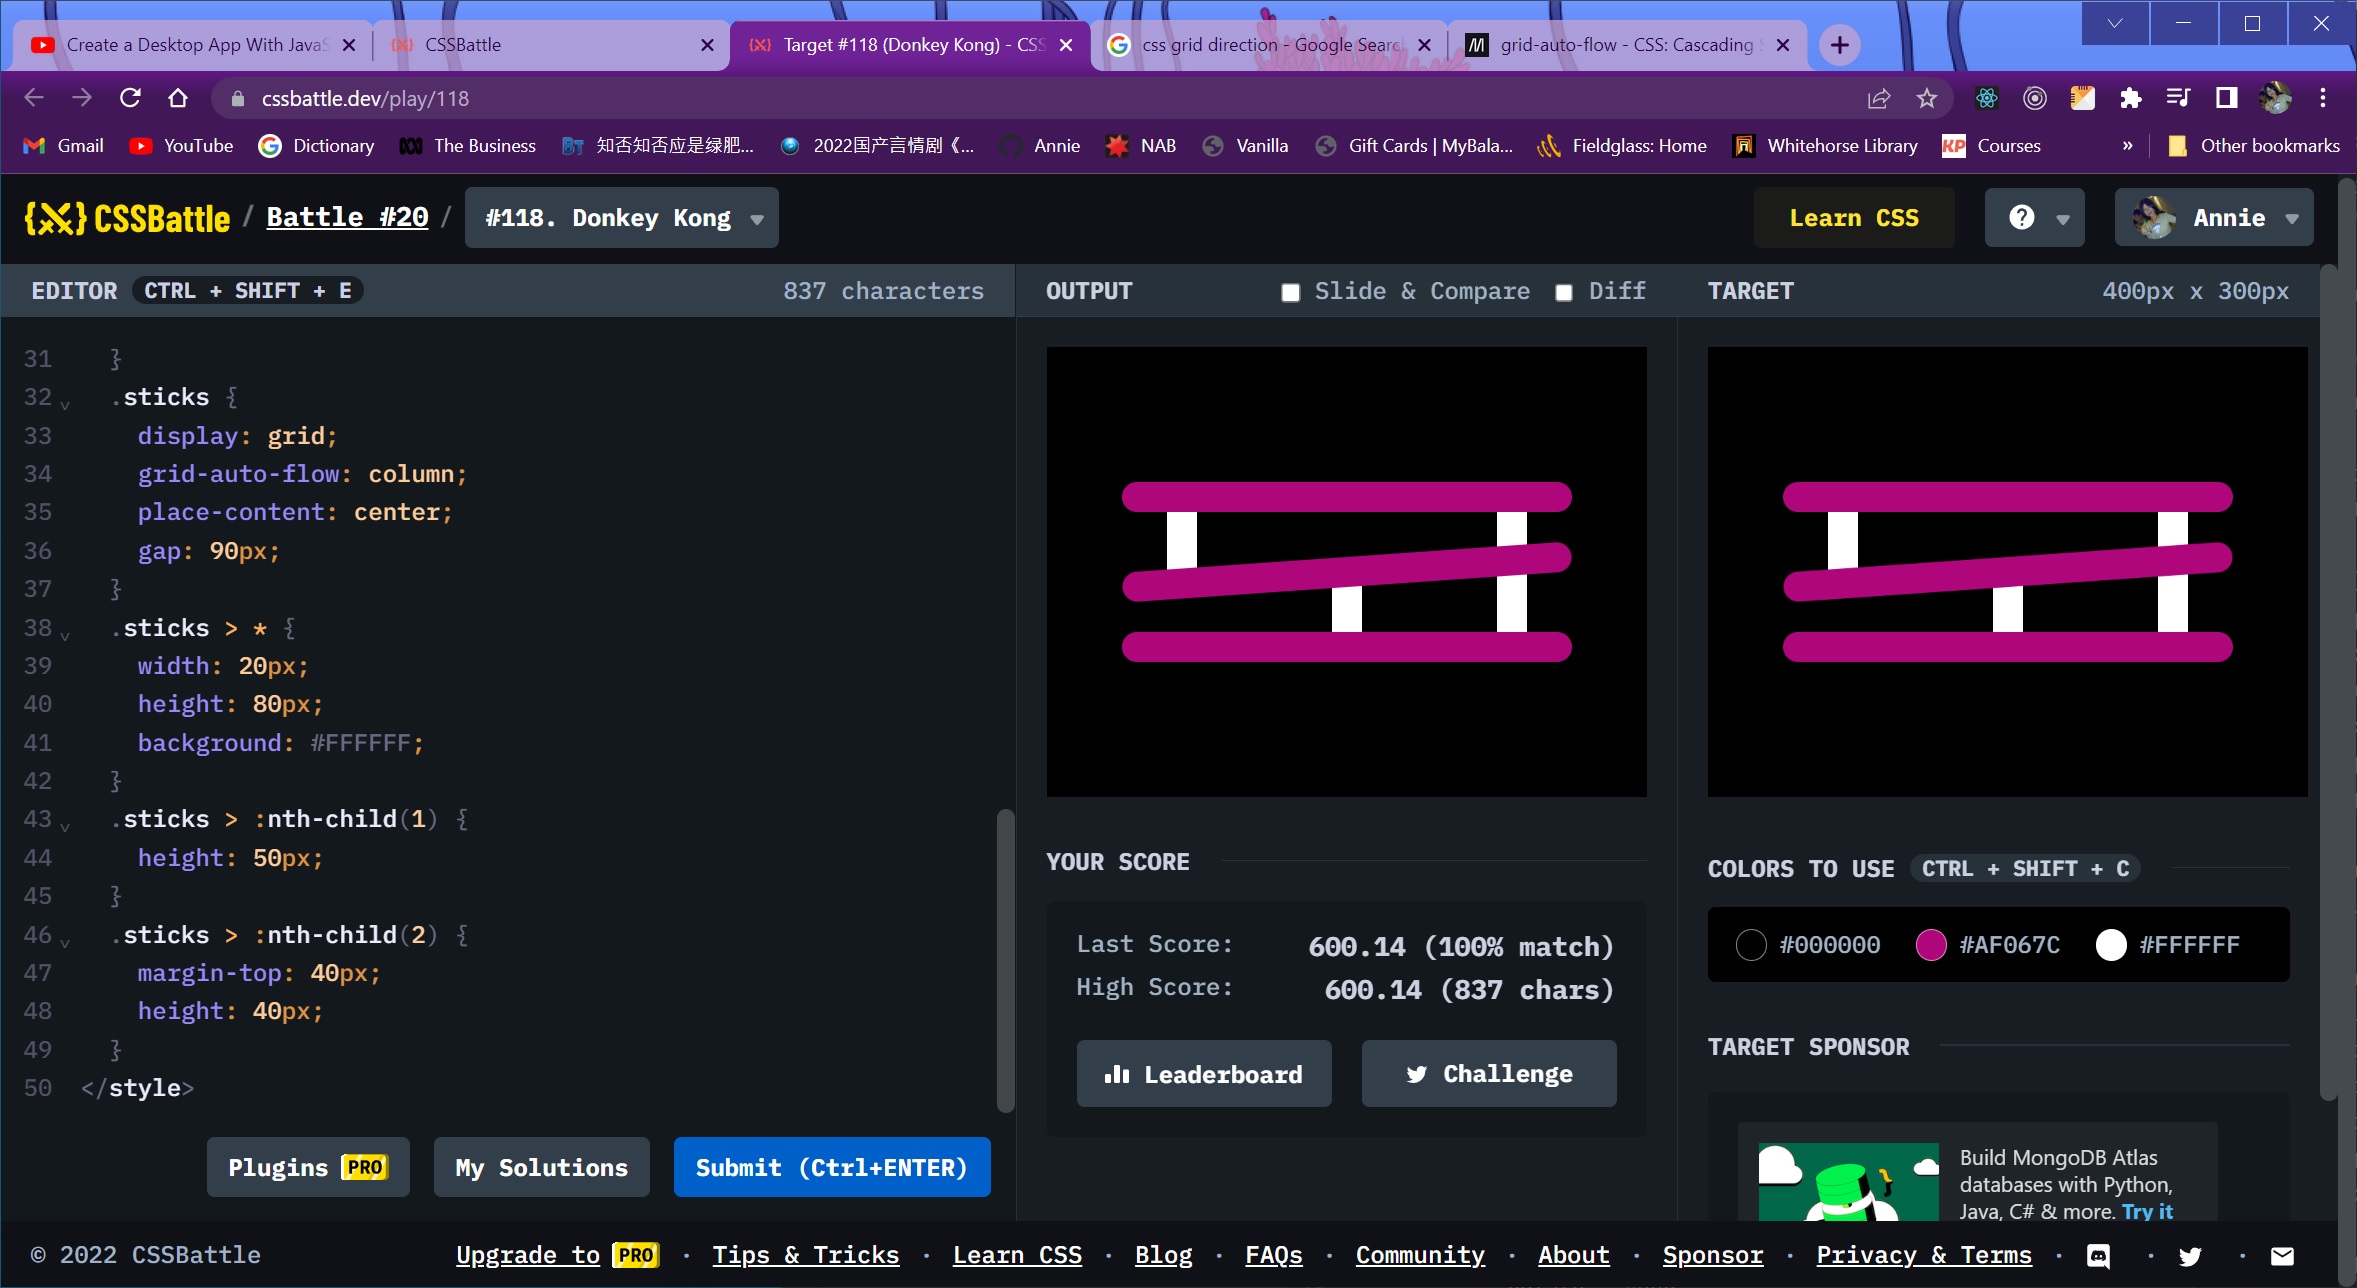 Create a Desktop App With JavaS
CSSBattle
Target #118 (Donkey Kong) - CSS
css grid direction - Google Searc
grid-auto-flow - CSS: Cascading S
cssbattle.dev/play/118
Gmail
YouTube
Dictionary
The Business
知否知否应是绿肥...
2022国产言情剧《...
Annie
NAB
Vanilla
Gift Cards | MyBala...
Fieldglass: Home
Whitehorse Library
KP Courses
»
Other bookmarks
CSSBattle / Battle #20 / #118. Donkey Kong
Learn CSS
Annie
EDITOR CTRL + SHIFT + E 837 characters
31 }
32 .sticks {
33 display: grid;
34 grid-auto-flow: column;
35 place-content: center;
36 gap: 90px;
37 }
38 .sticks > * {
39 width: 20px;
40 height: 80px;
41 background: #FFFFFF;
42 }
43 .sticks > :nth-child(1) {
44 height: 50px;
45 }
46 .sticks > :nth-child(2) {
47 margin-top: 40px;
48 height: 40px;
49 }
50 </style>
Plugins PRO
My Solutions
Submit (Ctrl+ENTER)
OUTPUT Slide & Compare Diff
YOUR SCORE
Last Score: 600.14 (100% match)
High Score: 600.14 (837 chars)
Leaderboard
Challenge
TARGET 400px x 300px
COLORS TO USE CTRL + SHIFT + C
#000000 #AF067C #FFFFFF
TARGET SPONSOR
Build MongoDB Atlas
databases with Python,
Java, C# & more. Try it
© 2022 CSSBattle
Upgrade to PRO · Tips & Tricks · Learn CSS · Blog · FAQs · Community · About · Sponsor · Privacy & Terms ·